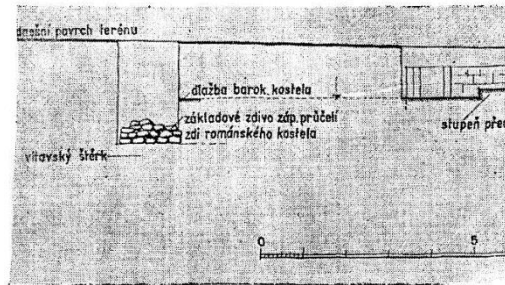 dnešní povrch terénu
dlažba barok. kostela
základové zdivo záp. průčelí
zdi románského kostela
stupeň před
vltavský štěrk
0 5